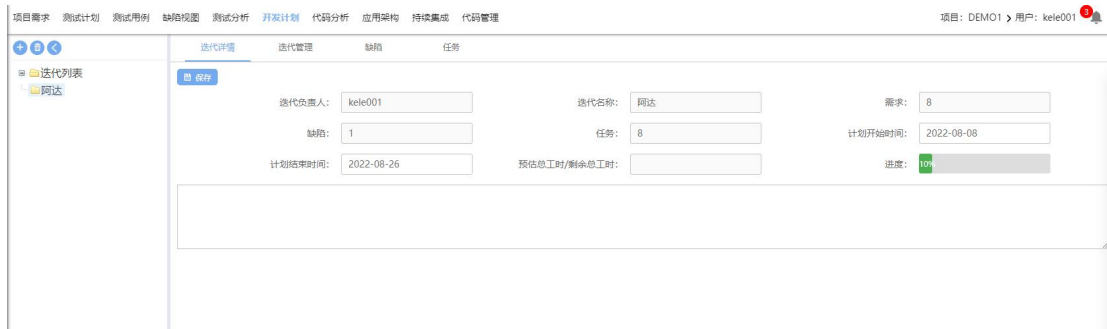 项目需求 测试计划 测试用例 缺陷视图 测试分析 开发计划 代码分析 应用架构 持续集成 代码管理 项目: DEMO1 > 用户: kele001 3
迭代详情 迭代管理 缺陷 任务
迭代列表
阿达
保存
迭代负责人: kele001 迭代名称: 阿达 需求: 8
缺陷: 1 任务: 8 计划开始时间: 2022-08-08
计划结束时间: 2022-08-26 预估总工时/剩余总工时: 进度: 10%